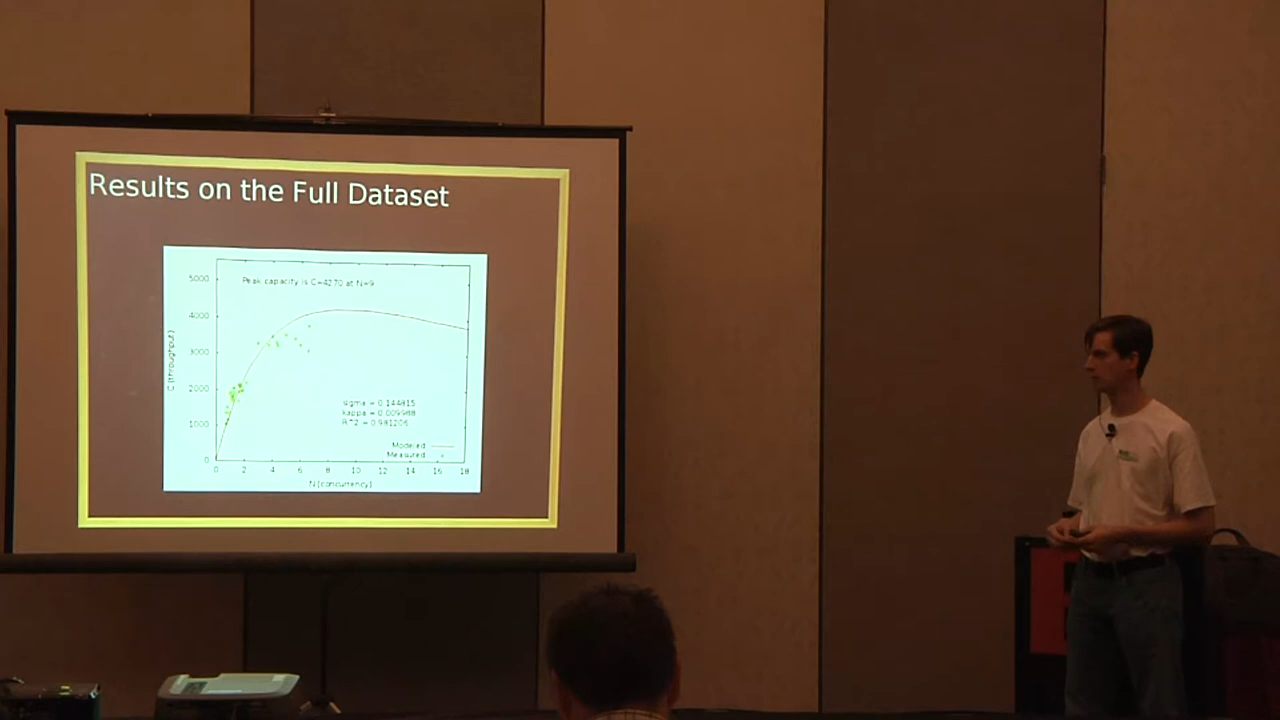 Results on the Full Dataset
Peak capacity is C=4270 at N=9
5000
4000
3000
2000
1000
0
C (throughput)
sigma = 0.144815
kappa = 0.009988
R^2 = 0.981206
Modeled
Measured
0 2 4 6 8 10 12 14 16 18
N (concurrency)